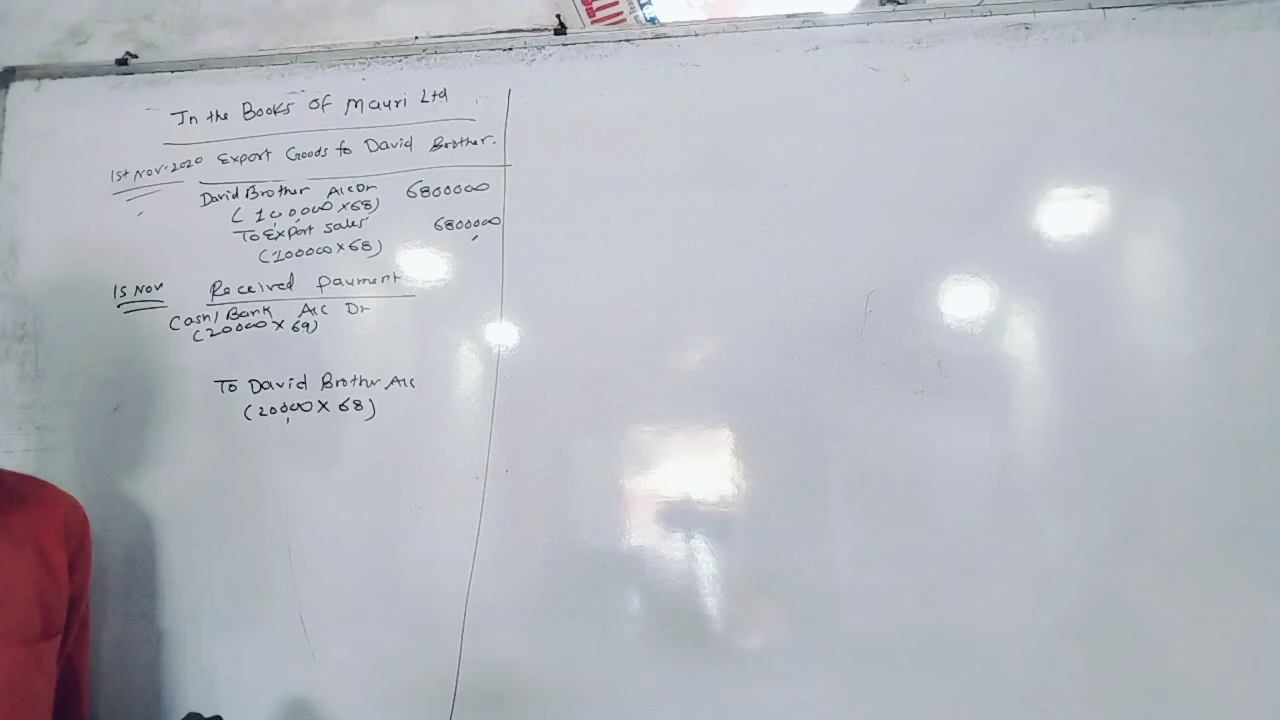 In the Books of Mauri Ltd
1st Nov. 2020 Export Goods to David Brother.
David Brother A/c Dr 6800000
(100,000 x 68)
To Export sales 6800000
(100000 x 68)
15 Nov Received payment
Cash/Bank A/c Dr
(20000 x 69)
To David Brother A/c
(20000 x 68)